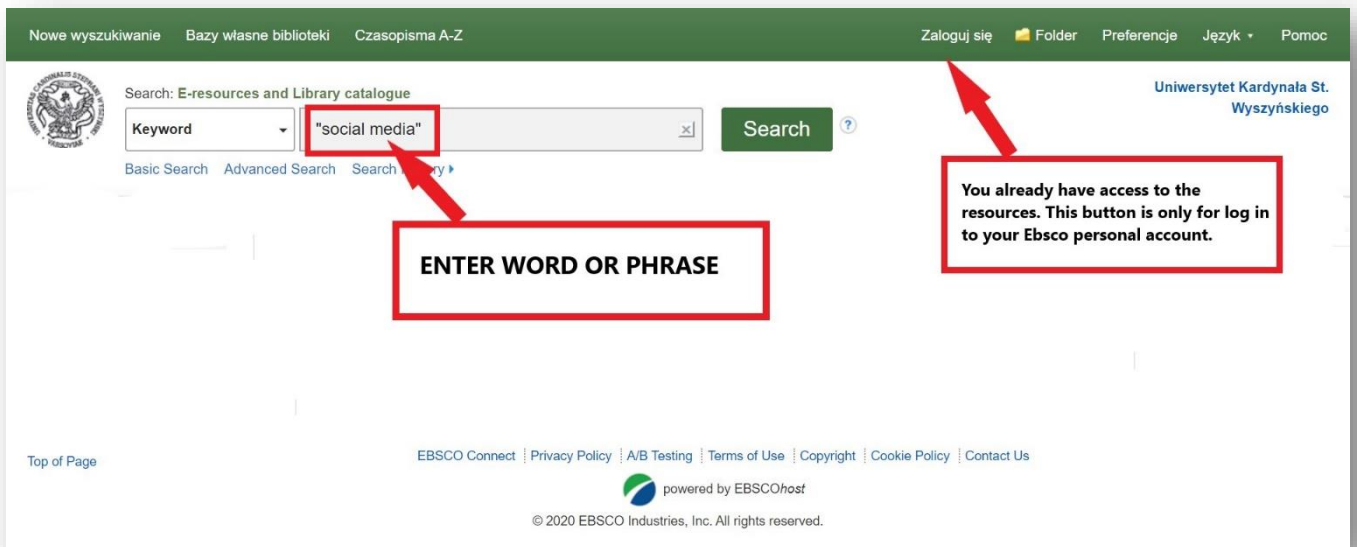 Nowe wyszukiwanie Bazy własne biblioteki Czasopisma A-Z Zaloguj się Folder Preferencje Język Pomoc
Search: E-resources and Library catalogue
Uniwersytet Kardynała St.
Wyszyńskiego
Keyword "social media" Search ?
Basic Search Advanced Search Search
You already have access to the
resources. This button is only for log in
to your Ebsco personal account.
ENTER WORD OR PHRASE
Top of Page
EBSCO Connect Privacy Policy A/B Testing Terms of Use Copyright Cookie Policy Contact Us
powered by EBSCOhost
© 2020 EBSCO Industries, Inc. All rights reserved.